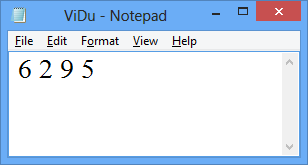 ViDu - Notepad
File Edit Format View Help
6 2 9 5